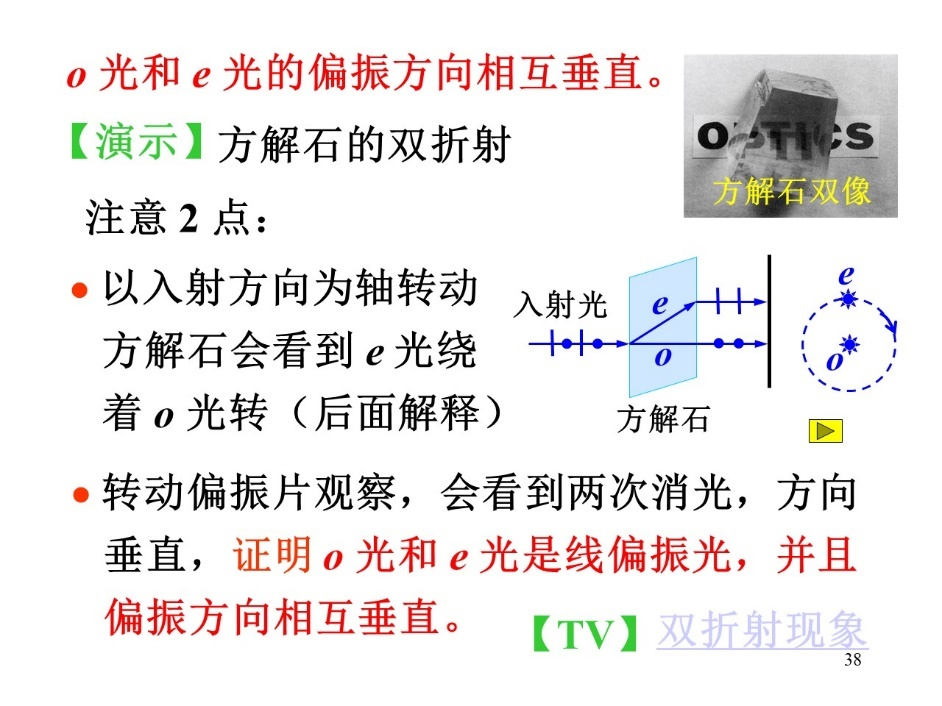 o 光和 e 光的偏振方向相互垂直。
【演示】方解石的双折射
OPTICS
方解石双像
注意 2 点：
• 以入射方向为轴转动
方解石会看到 e 光绕
着 o 光转（后面解释）
入射光
e
o
方解石
e
o
• 转动偏振片观察，会看到两次消光，方向
垂直，证明 o 光和 e 光是线偏振光，并且
偏振方向相互垂直。
【TV】双折射现象
38